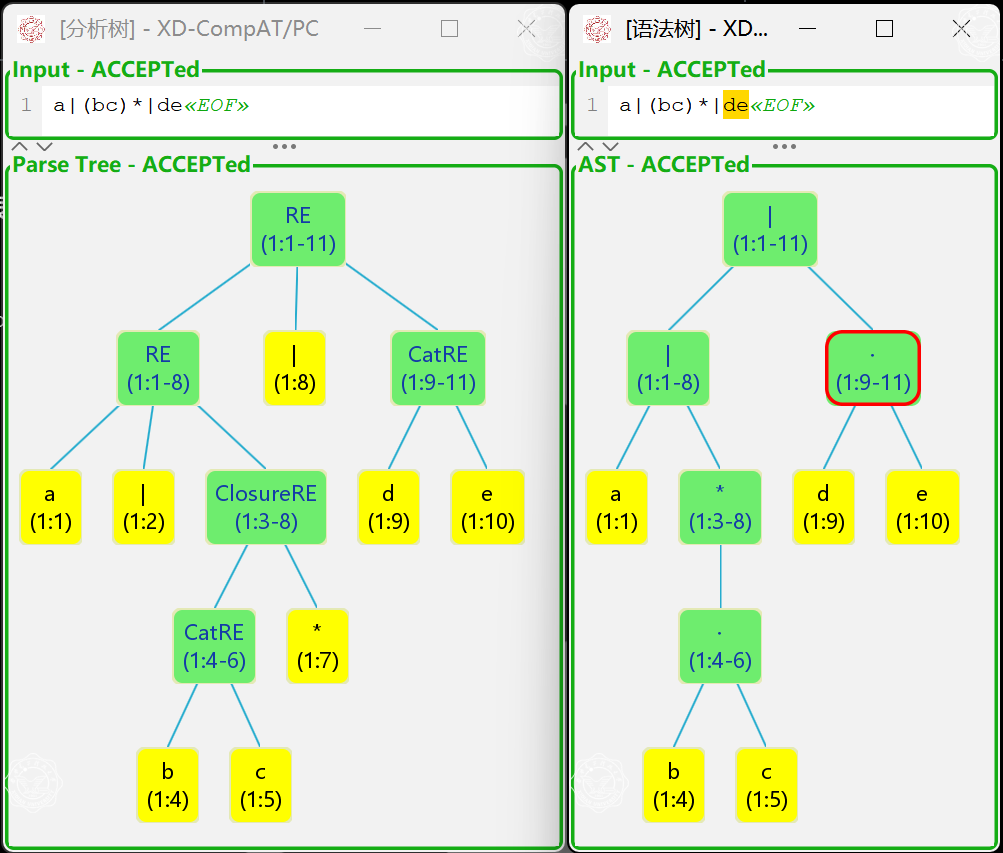 [分析树] - XD-CompAT/PC
Input - ACCEPTed
1 a|(bc)*|de«EOF»
Parse Tree - ACCEPTed
RE
(1:1-11)
RE
(1:1-8)
|
(1:8)
CatRE
(1:9-11)
a
(1:1)
|
(1:2)
ClosureRE
(1:3-8)
d
(1:9)
e
(1:10)
CatRE
(1:4-6)
*
(1:7)
b
(1:4)
c
(1:5)
[语法树] - XD...
Input - ACCEPTed
1 a|(bc)*|de«EOF»
AST - ACCEPTed
|
(1:1-11)
|
(1:1-8)
·
(1:9-11)
a
(1:1)
*
(1:3-8)
d
(1:9)
e
(1:10)
·
(1:4-6)
b
(1:4)
c
(1:5)